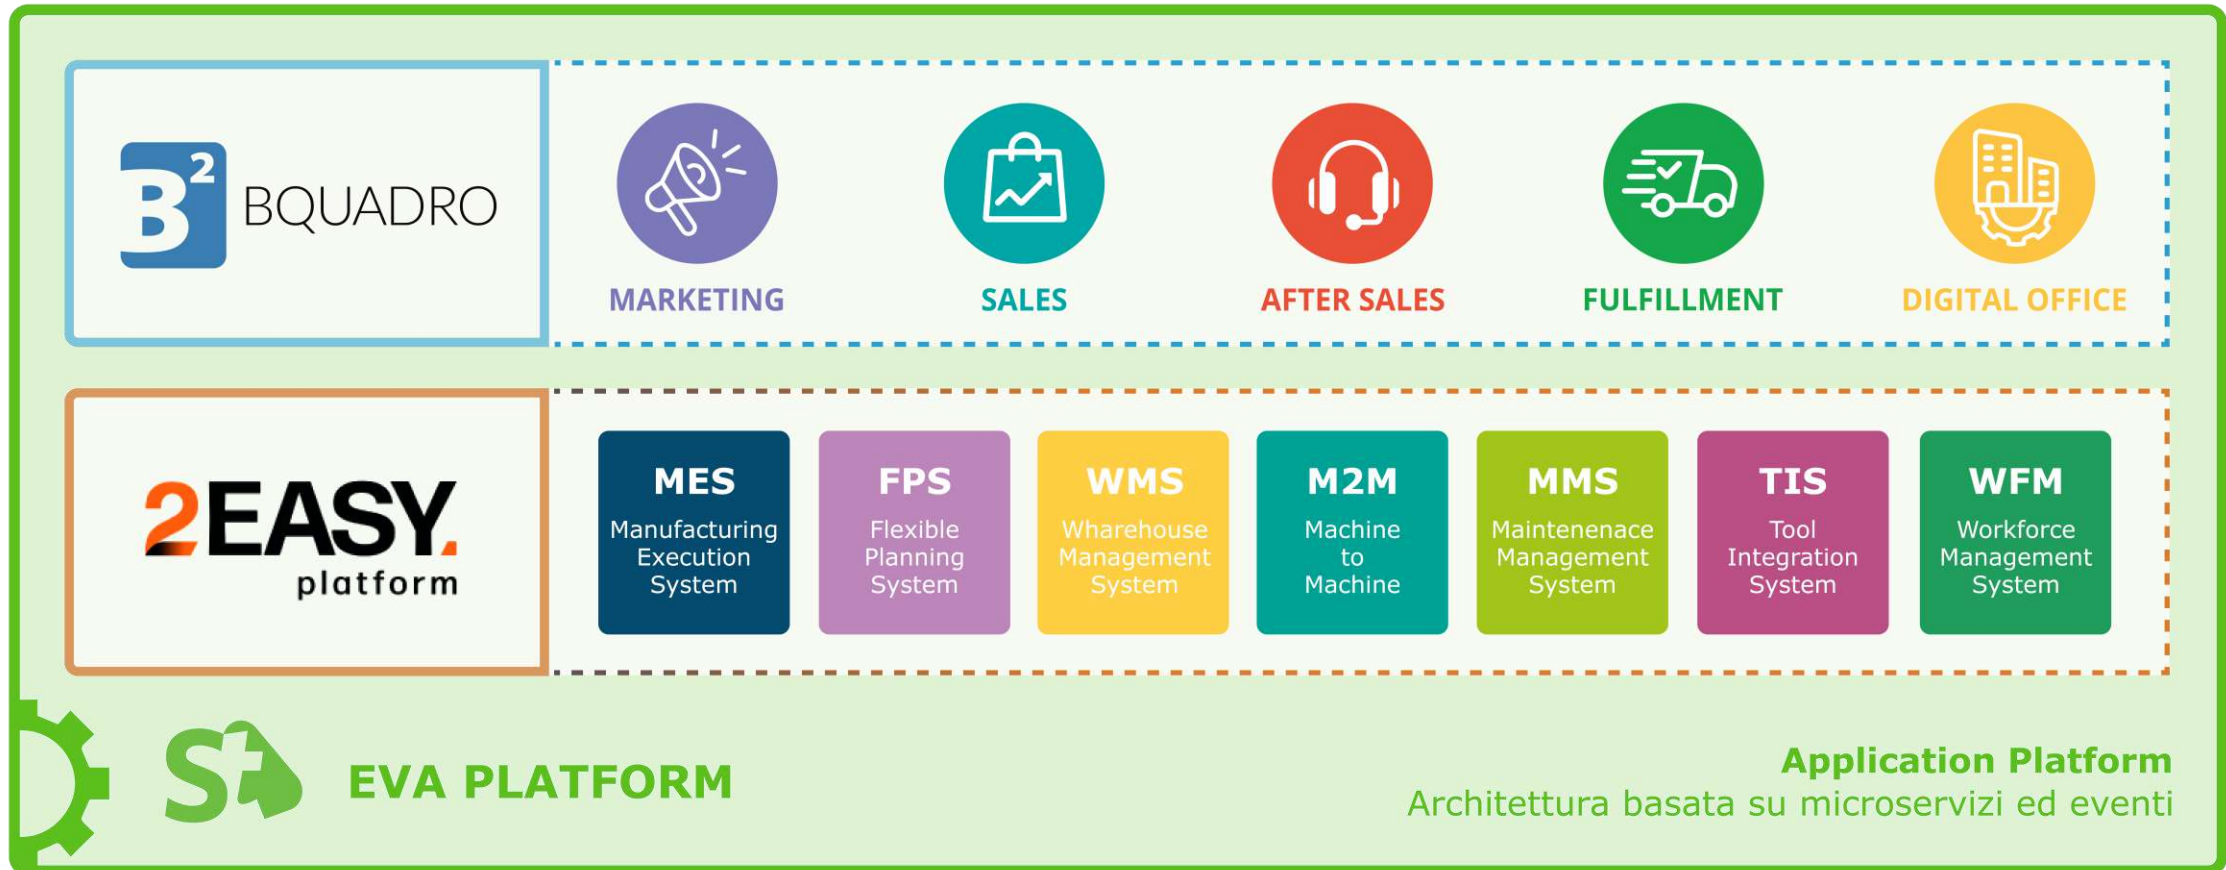 B² BQUADRO
MARKETING
SALES
AFTER SALES
FULFILLMENT
DIGITAL OFFICE
2EASY.
platform
MES
Manufacturing
Execution
System
FPS
Flexible
Planning
System
WMS
Wharehouse
Management
System
M2M
Machine
to
Machine
MMS
Maintenenace
Management
System
TIS
Tool
Integration
System
WFM
Workforce
Management
System
S
EVA PLATFORM
Application Platform
Architettura basata su microservizi ed eventi